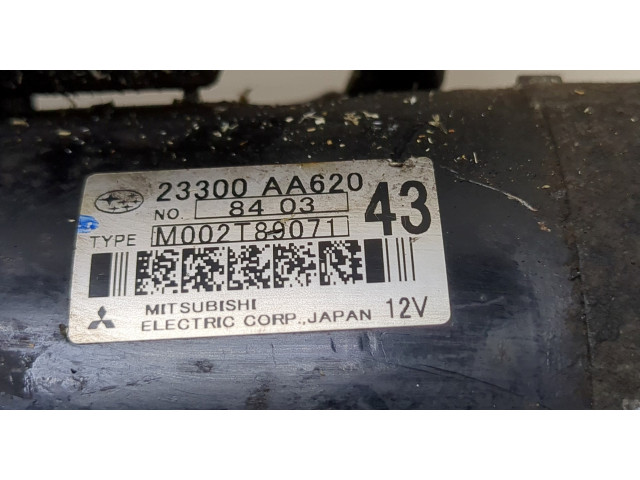 23300 AA620
NO. 84 03 43
TYPE M002T89071
MITSUBISHI
ELECTRIC CORP.,JAPAN 12V